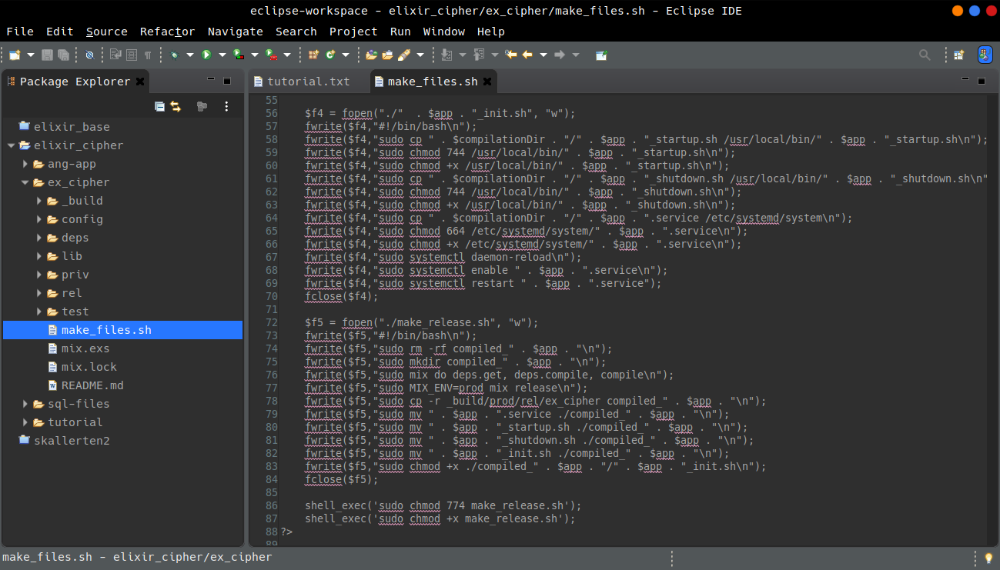 eclipse-workspace - elixir_cipher/ex_cipher/make_files.sh - Eclipse IDE
File Edit Source Refactor Navigate Search Project Run Window Help
Package Explorer
elixir_base
elixir_cipher
ang-app
ex_cipher
_build
config
deps
lib
priv
rel
test
make_files.sh
mix.exs
mix.lock
README.md
sql-files
tutorial
skallerten2
tutorial.txt make_files.sh
55
56 $f4 = fopen("./" . $app . "_init.sh", "w");
57 fwrite($f4,"#!/bin/bash\n");
58 fwrite($f4,"sudo cp " . $compilationDir . "/" . $app . "_startup.sh /usr/local/bin/" . $app . "_startup.sh\n");
59 fwrite($f4,"sudo chmod 744 /usr/local/bin/" . $app . "_startup.sh\n");
60 fwrite($f4,"sudo chmod +x /usr/local/bin/" . $app . "_startup.sh\n");
61 fwrite($f4,"sudo cp " . $compilationDir . "/" . $app . "_shutdown.sh /usr/local/bin/" . $app . "_shutdown.sh\n"
62 fwrite($f4,"sudo chmod 744 /usr/local/bin/" . $app . "_shutdown.sh\n");
63 fwrite($f4,"sudo chmod +x /usr/local/bin/" . $app . "_shutdown.sh\n");
64 fwrite($f4,"sudo cp " . $compilationDir . "/" . $app . ".service /etc/systemd/system\n");
65 fwrite($f4,"sudo chmod 664 /etc/systemd/system/" . $app . ".service\n");
66 fwrite($f4,"sudo chmod +x /etc/systemd/system/" . $app . ".service\n");
67 fwrite($f4,"sudo systemctl daemon-reload\n");
68 fwrite($f4,"sudo systemctl enable " . $app . ".service\n");
69 fwrite($f4,"sudo systemctl restart " . $app . ".service");
70 fclose($f4);
71
72 $f5 = fopen("./make_release.sh", "w");
73 fwrite($f5,"#!/bin/bash\n");
74 fwrite($f5,"sudo rm -rf compiled_" . $app . "\n");
75 fwrite($f5,"sudo mkdir compiled_" . $app . "\n");
76 fwrite($f5,"sudo mix do deps.get, deps.compile, compile\n");
77 fwrite($f5,"sudo MIX_ENV=prod mix release\n");
78 fwrite($f5,"sudo cp -r _build/prod/rel/ex_cipher compiled_" . $app . "\n");
79 fwrite($f5,"sudo mv " . $app . ".service ./compiled_" . $app . "\n");
80 fwrite($f5,"sudo mv " . $app . "_startup.sh ./compiled_" . $app . "\n");
81 fwrite($f5,"sudo mv " . $app . "_shutdown.sh ./compiled_" . $app . "\n");
82 fwrite($f5,"sudo mv " . $app . "_init.sh ./compiled_" . $app . "\n");
83 fwrite($f5,"sudo chmod +x ./compiled_" . $app . "/" . $app . "_init.sh\n");
84 fclose($f5);
85
86 shell_exec('sudo chmod 774 make_release.sh');
87 shell_exec('sudo chmod +x make_release.sh');
88 ?>
89
make_files.sh - elixir_cipher/ex_cipher